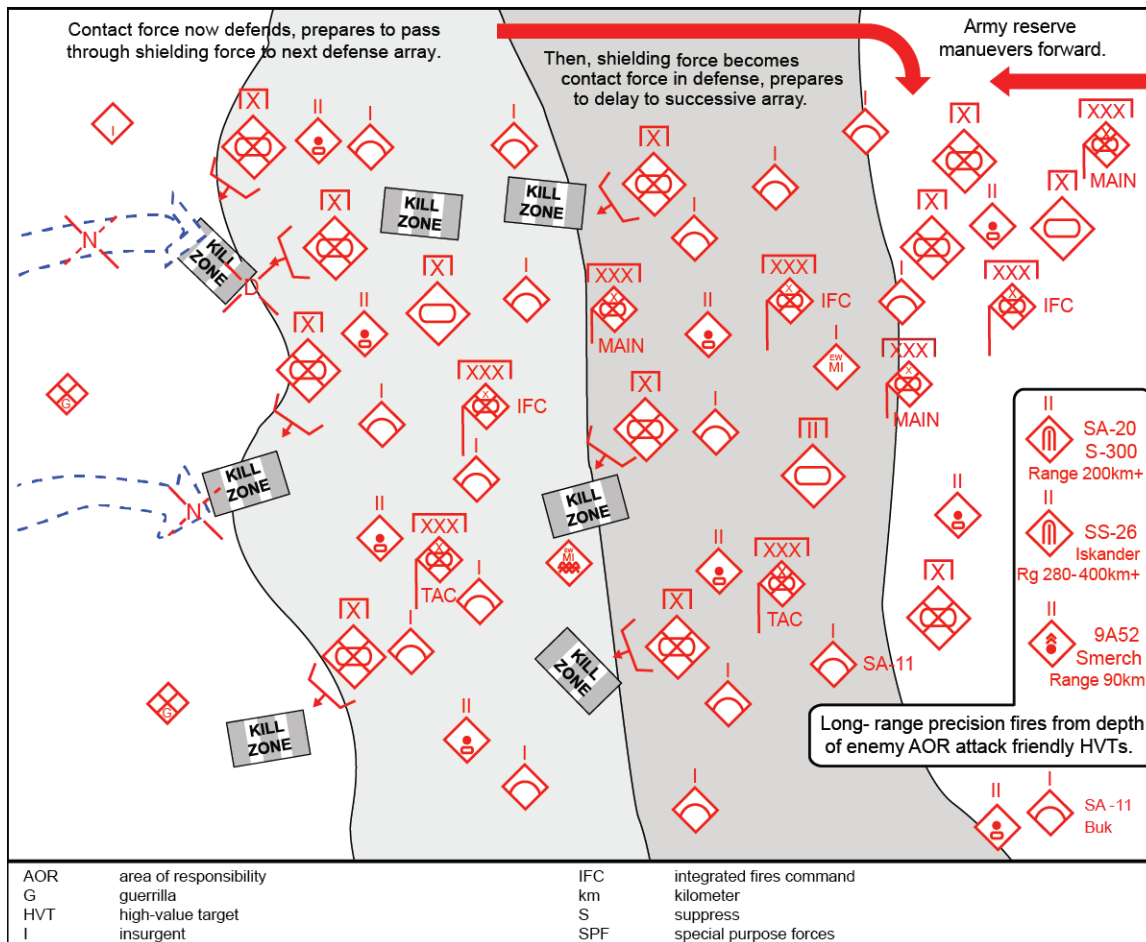 Contact force now defends, prepares to pass
through shielding force to next defense array.
Then, shielding force becomes
contact force in defense, prepares
to delay to successive array.
Army reserve
manuevers forward.
I
X
II
I
I
X
I
I
X
XXX
X
MAIN
I
N
KILL
ZONE
D
X
KILL
ZONE
KILL
ZONE
I
X
II
X
X
II
X
I
XXX
X
MAIN
II
XXX
X
IFC
I
XXX
X
IFC
I
EW
MI
XXX
X
MAIN
G
X
I
XXX
X
IFC
I
X
I
II
KILL
ZONE
N
KILL
ZONE
II
II
SA-20
S-300
Range 200km+
II
SS-26
Iskander
Rg 280-400km+
II
9A52
Smerch
Range 90km
II
XXX
X
TAC
I
EW
MI
II
XXX
X
TAC
X
G
X
I
KILL
ZONE
X
I
SA-11
I
KILL
ZONE
II
I
I
Long- range precision fires from depth
of enemy AOR attack friendly HVTs.
II
I
SA -11
Buk
AOR area of responsibility
G guerrilla
HVT high-value target
I insurgent
IFC integrated fires command
km kilometer
S suppress
SPF special purpose forces